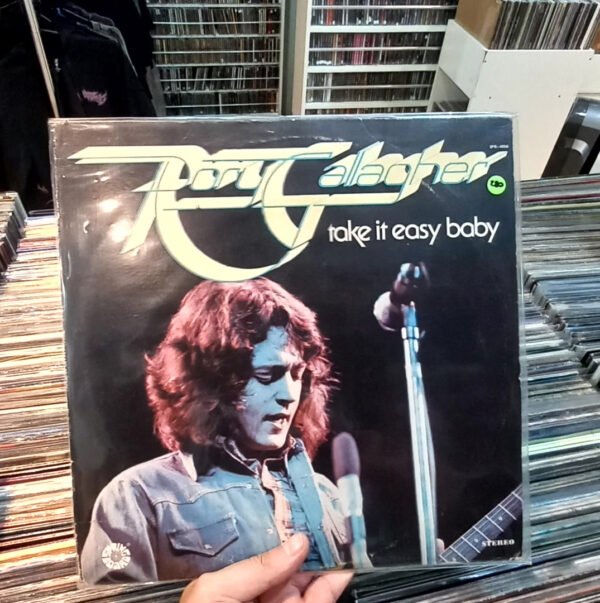 Rory Gallagher
take it easy baby
STEREO